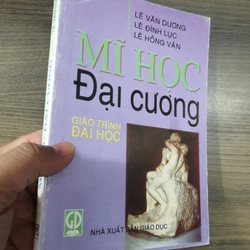 LÊ VĂN DƯƠNG
LÊ ĐÌNH LỤC
LÊ HỒNG VÂN
MĨ HỌC
Đại cương
GIÁO TRÌNH
ĐẠI HỌC
NHÀ XUẤT BẢN GIÁO DỤC